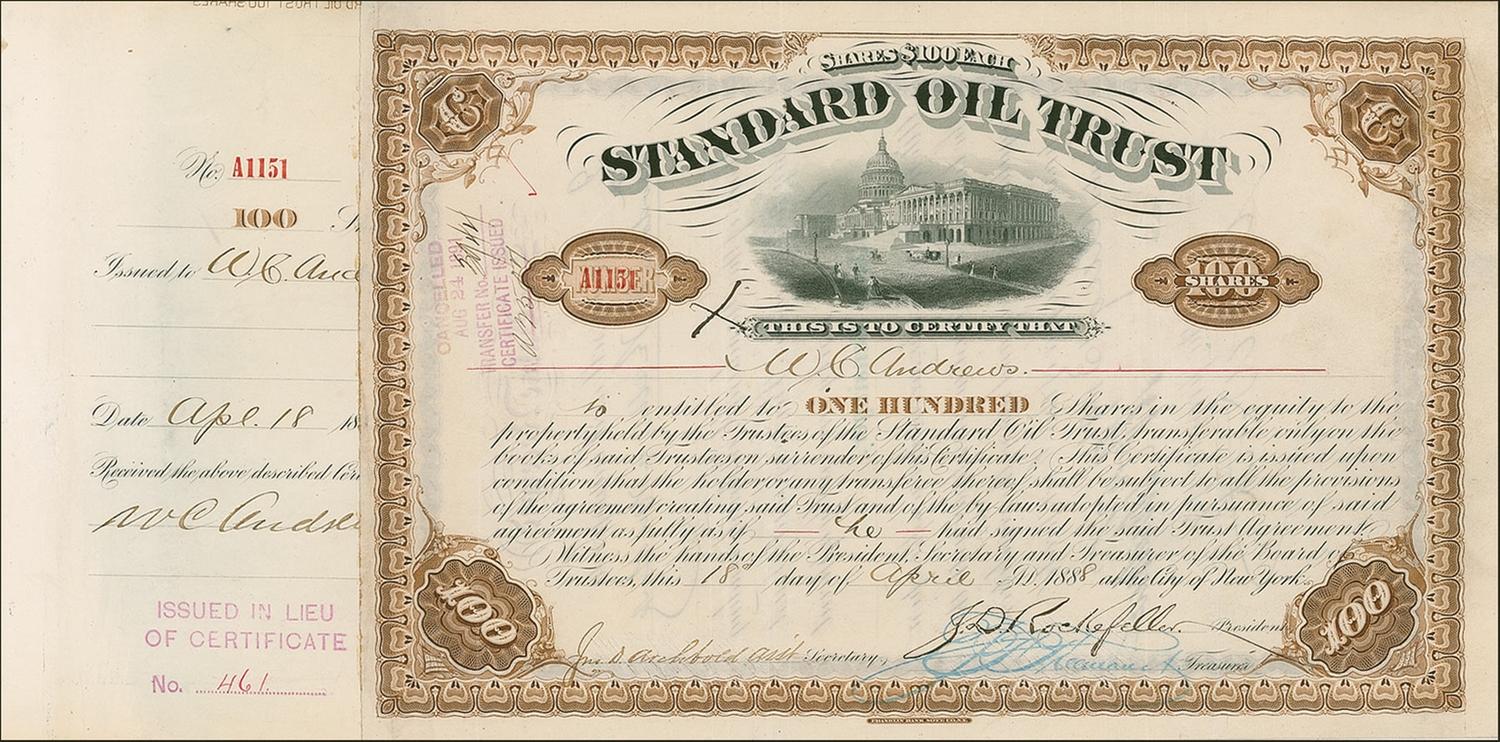 No. A1151
100
Issued to W. C. And
Date Apl. 18 18
Received the above described Cer
W C Andre
ISSUED IN LIEU
OF CERTIFICATE
No. 461
SHARES $100 EACH
STANDARD OIL TRUST
CANCELLED
AUG 24
TRANSFER No.
CERTIFICATE ISSUED
A1151
100
SHARES
THIS IS TO CERTIFY THAT
W C Andrews.
is entitled to ONE HUNDRED Shares in the equity to the
property held by the Trustees of the Standard Oil Trust, transferable only on the
books of said Trustees on surrender of this Certificate. This Certificate is issued upon
condition that the holder or any transferee thereof shall be subject to all the provisions
of the agreement creating said Trust and of the by-laws adopted in pursuance of said
agreement as fully as if he had signed the said Trust Agreement.
Witness the hands of the President, Secretary and Treasurer of the Board of
Trustees, this 18th day of April A.D. 1888 at the City of New York.
J. D. Rockefeller. President
Jno D. Archbold Asst Secretary, Treasurer
100
100
FRANKLIN BANK NOTE CO. N.Y.